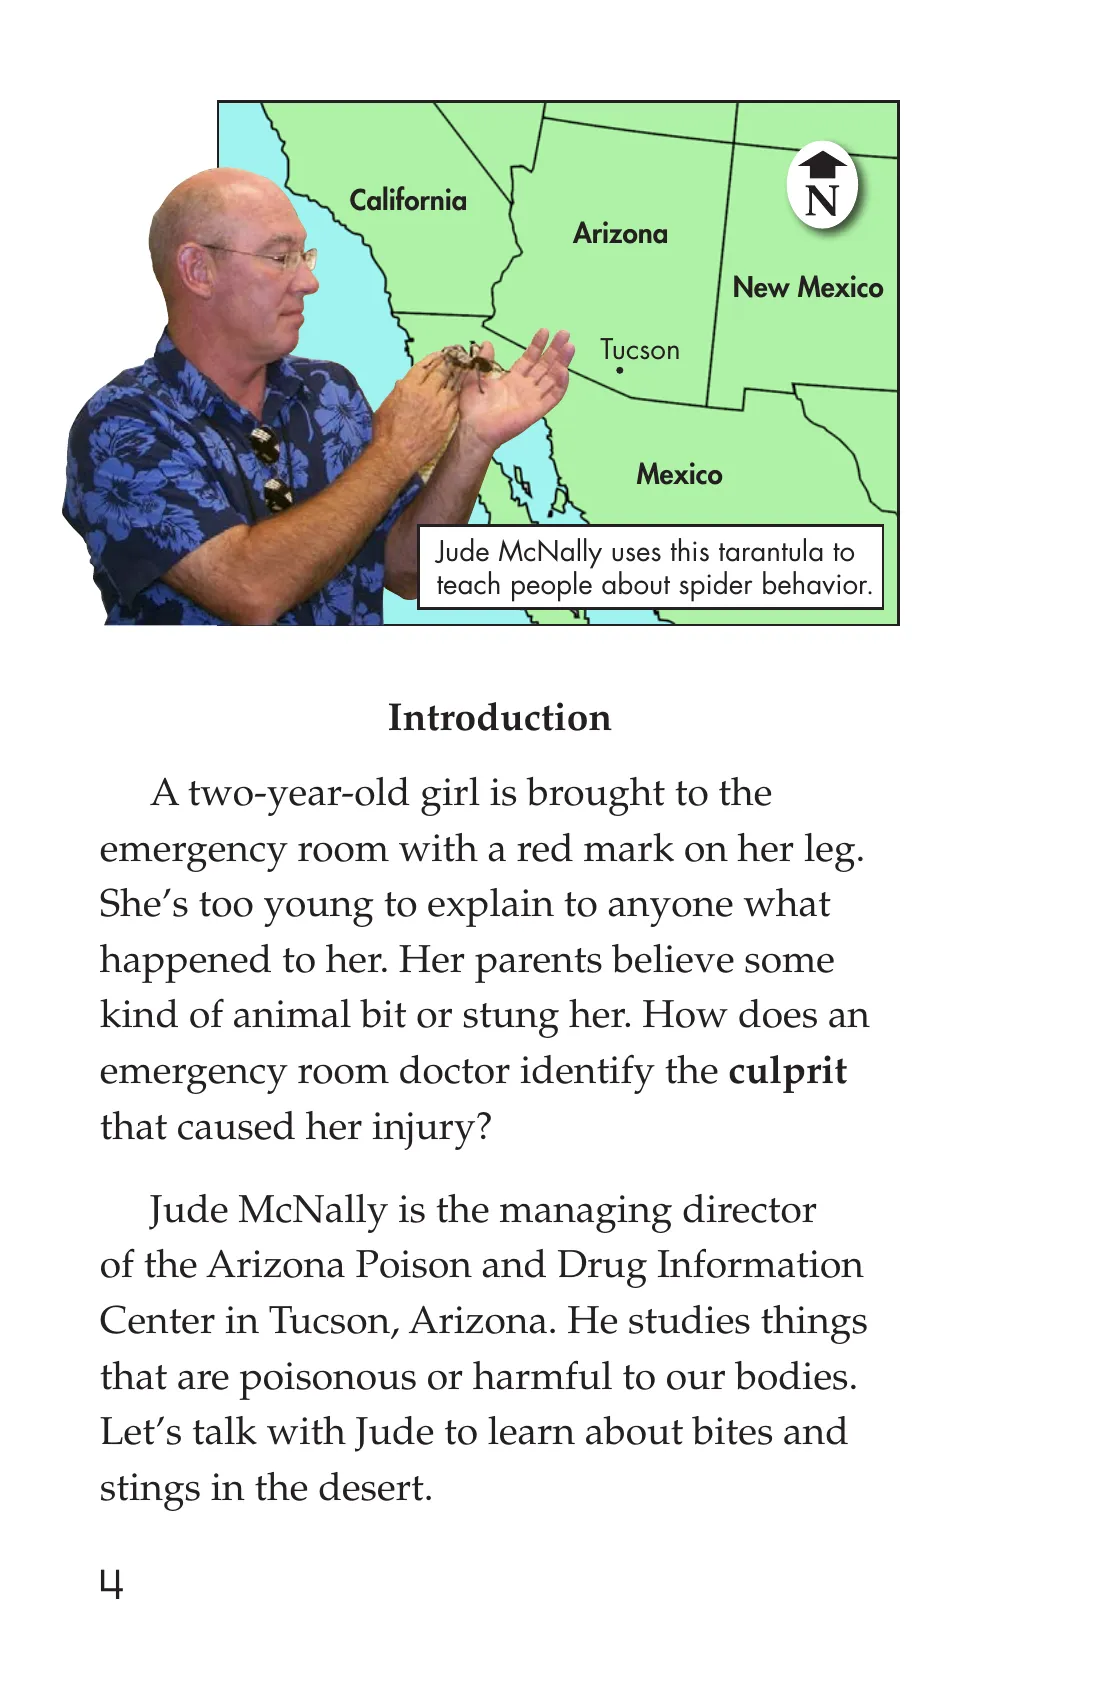 California
Arizona
N
New Mexico
Tucson
Mexico
Jude McNally uses this tarantula to
teach people about spider behavior.
Introduction
A two-year-old girl is brought to the
emergency room with a red mark on her leg.
She’s too young to explain to anyone what
happened to her. Her parents believe some
kind of animal bit or stung her. How does an
emergency room doctor identify the culprit
that caused her injury?
Jude McNally is the managing director
of the Arizona Poison and Drug Information
Center in Tucson, Arizona. He studies things
that are poisonous or harmful to our bodies.
Let’s talk with Jude to learn about bites and
stings in the desert.
4